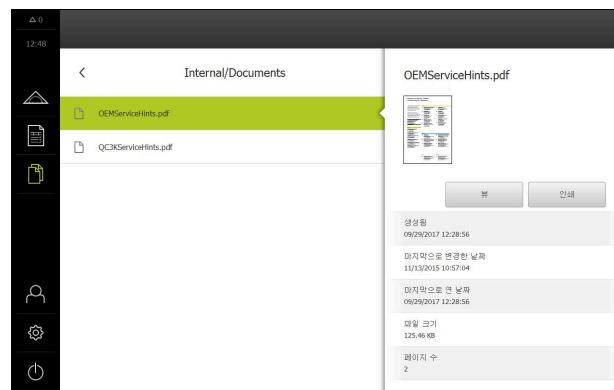 0
12:48
Internal/Documents
OEMServiceHints.pdf
QC3KServiceHints.pdf
OEMServiceHints.pdf
뷰
인쇄
생성됨
09/29/2017 12:28:56
마지막으로 변경한 날짜
11/13/2015 10:57:04
마지막으로 연 날짜
09/29/2017 12:28:56
파일 크기
125.46 KB
페이지 수
2